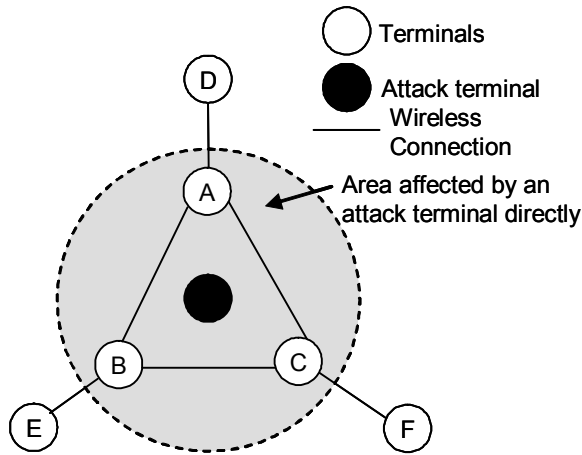 Terminals
D
Attack terminal
Wireless
Connection
Area affected by an
attack terminal directly
A
B
C
E
F